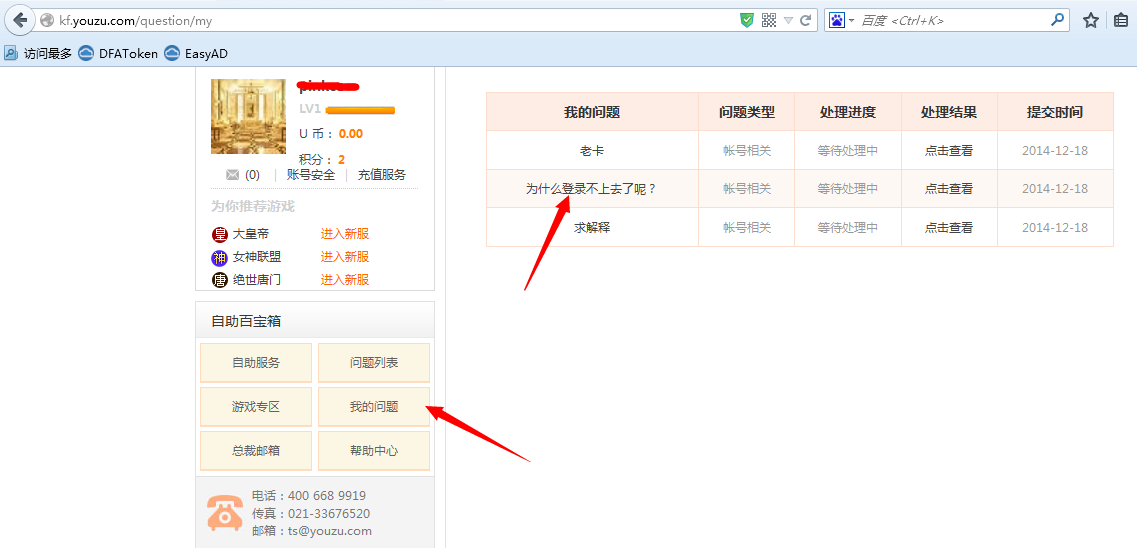 kf.youzu.com/question/my
百度 <Ctrl+K>
访问最多 DFAToken EasyAD
LV1
U 币： 0.00
积分： 2
(0) 账号安全 充值服务
为你推荐游戏
皇 大皇帝 进入新服
神 女神联盟 进入新服
唐 绝世唐门 进入新服
自助百宝箱
自助服务 问题列表
游戏专区 我的问题
总裁邮箱 帮助中心
电话：400 668 9919
传真：021-33676520
邮箱：ts@youzu.com
我的问题 问题类型 处理进度 处理结果 提交时间
老卡 帐号相关 等待处理中 点击查看 2014-12-18
为什么登录不上去了呢？ 帐号相关 等待处理中 点击查看 2014-12-18
求解释 帐号相关 等待处理中 点击查看 2014-12-18